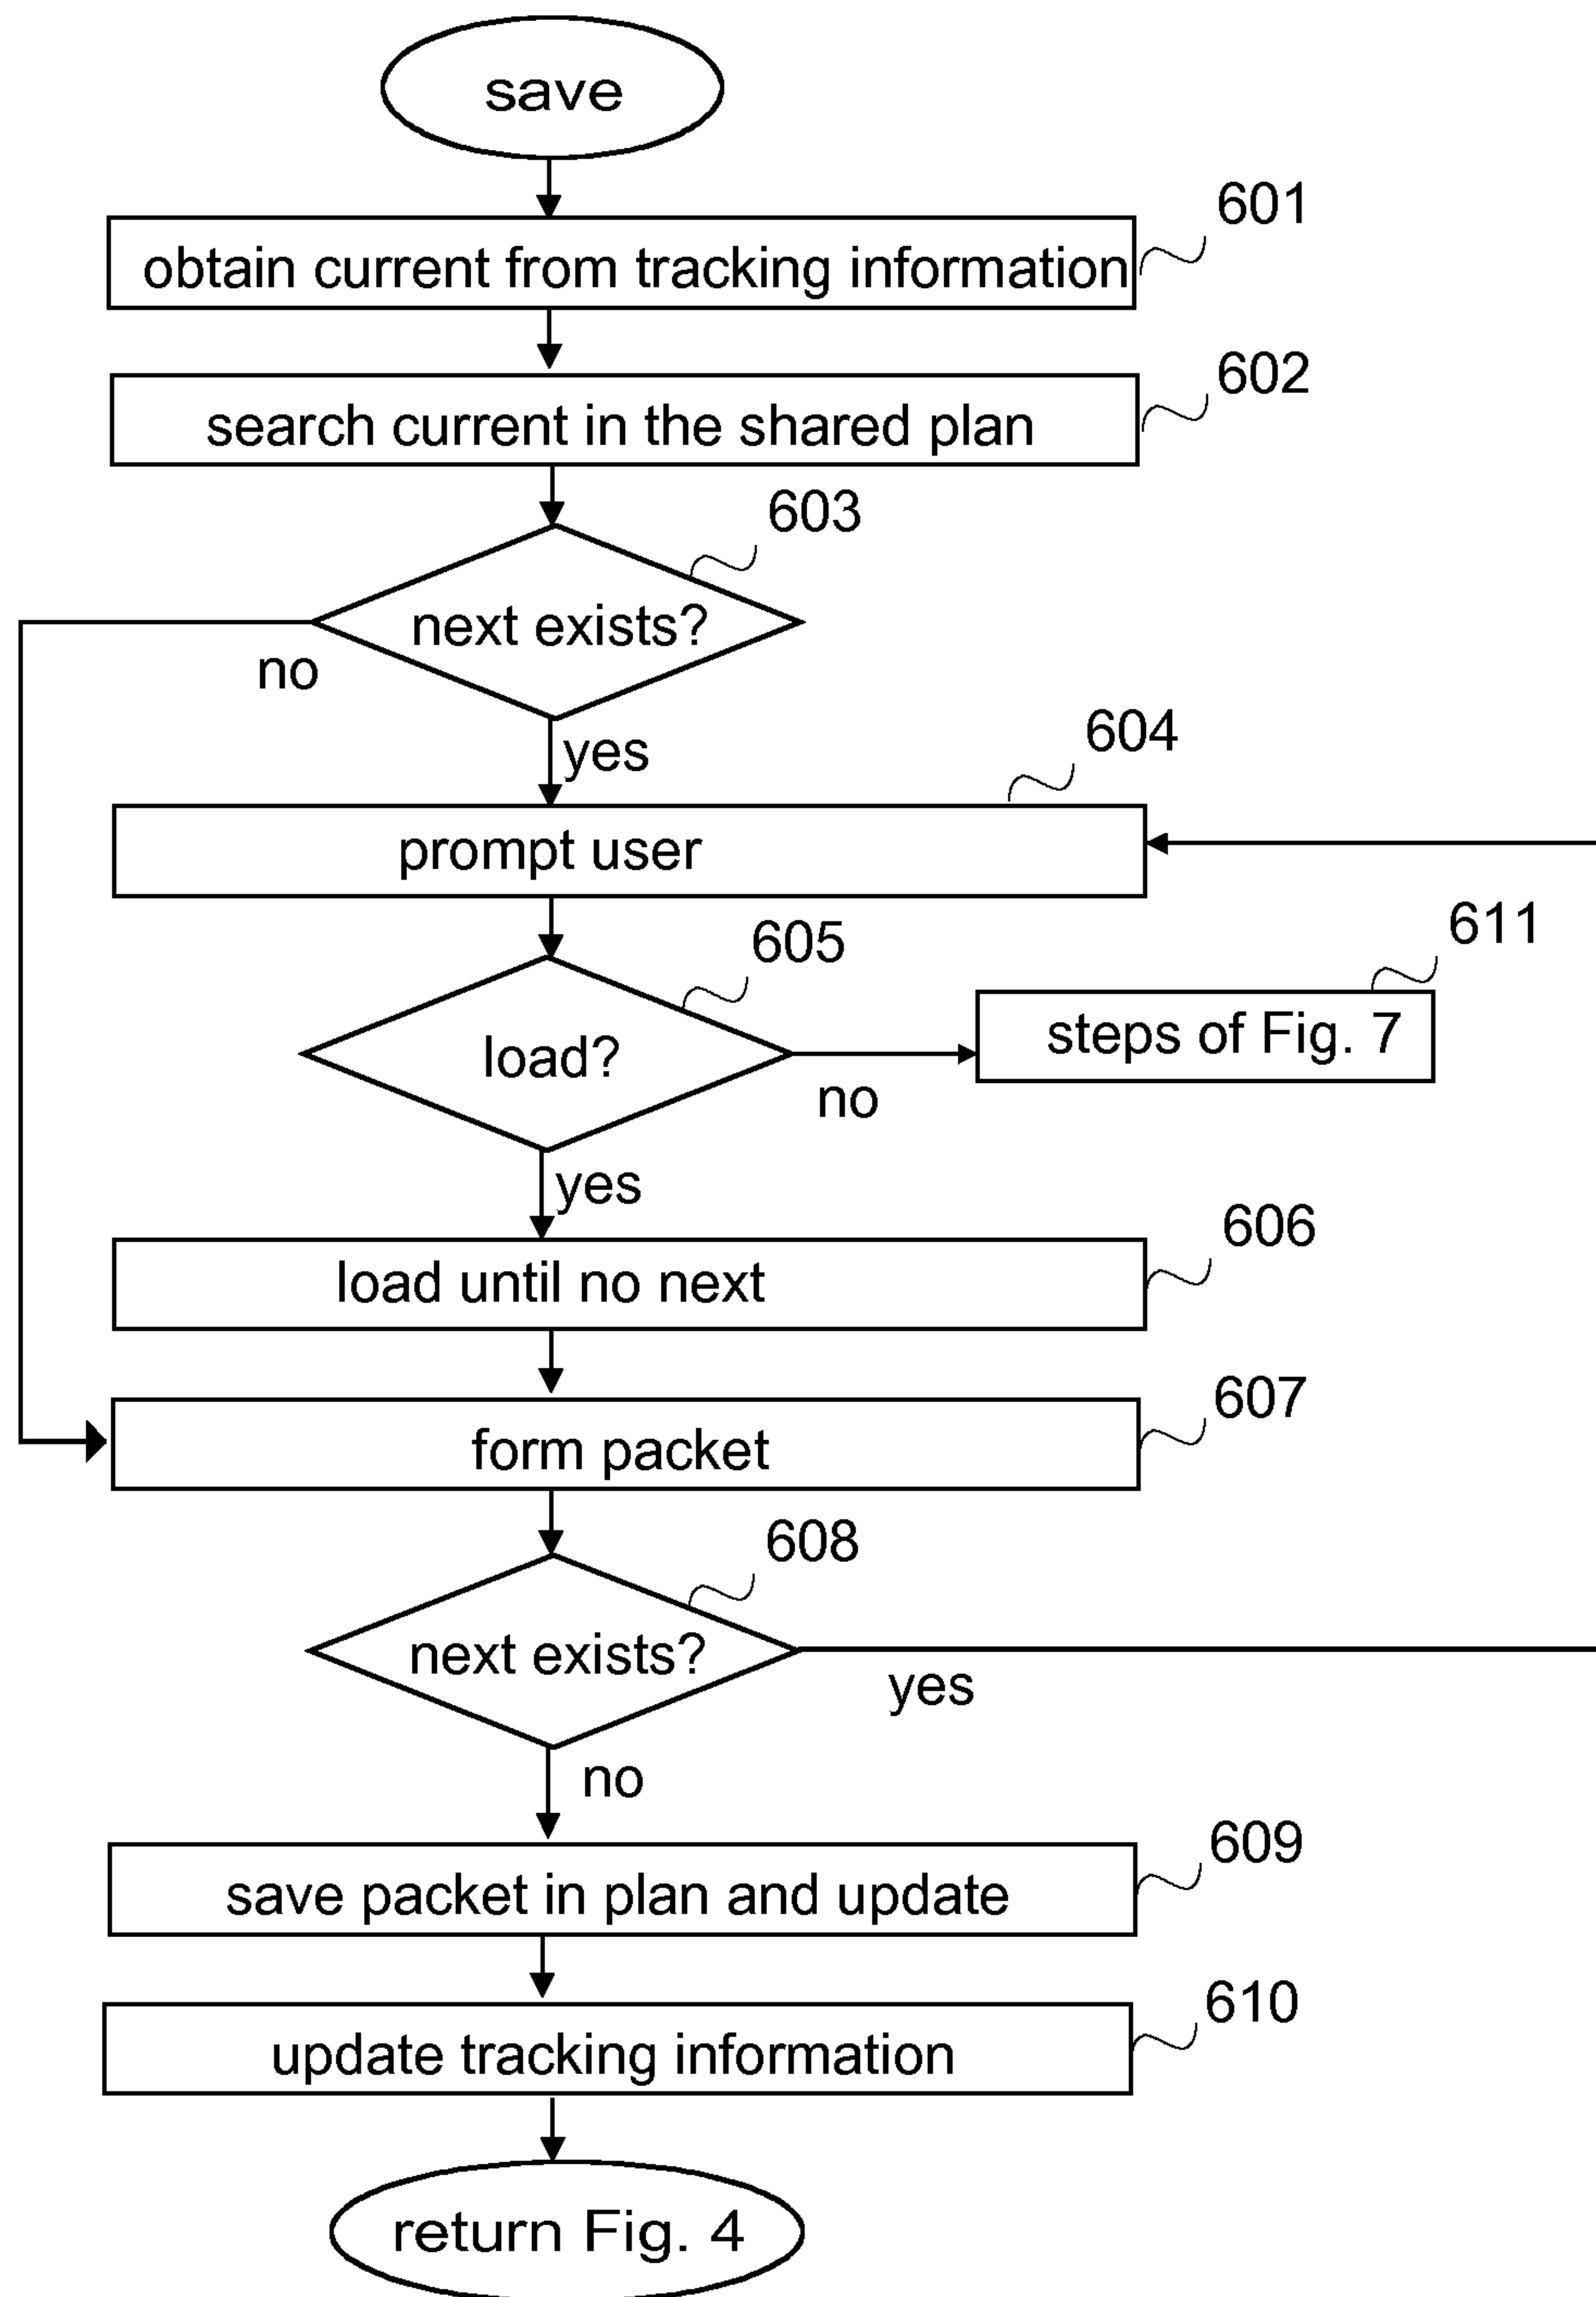 save
601
obtain current from tracking information
602
search current in the shared plan
603
next exists?
no
yes
604
prompt user
605
611
load?
steps of Fig. 7
no
yes
606
load until no next
607
form packet
608
next exists?
yes
no
609
save packet in plan and update
610
update tracking information
return Fig. 4